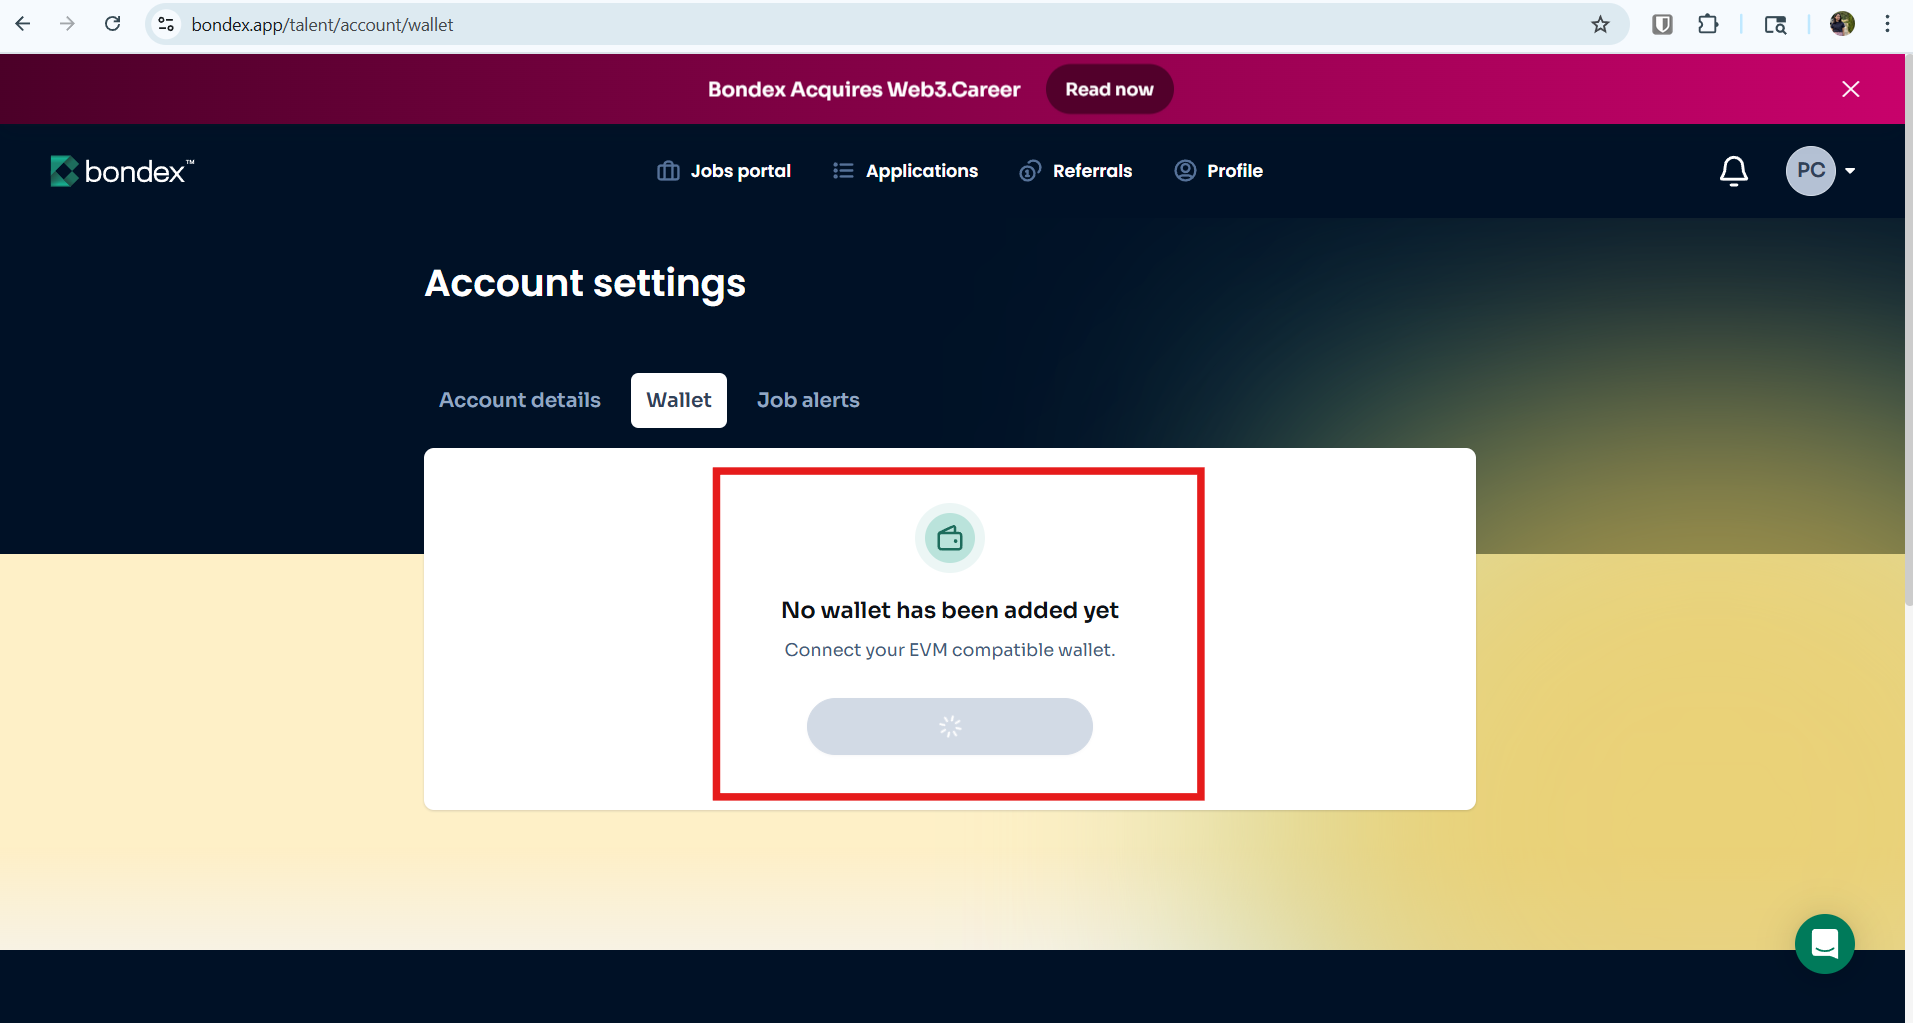 bondex.app/talent/account/wallet
Bondex Acquires Web3.Career Read now
bondex™ Jobs portal Applications Referrals Profile PC
Account settings
Account details Wallet Job alerts
No wallet has been added yet
Connect your EVM compatible wallet.